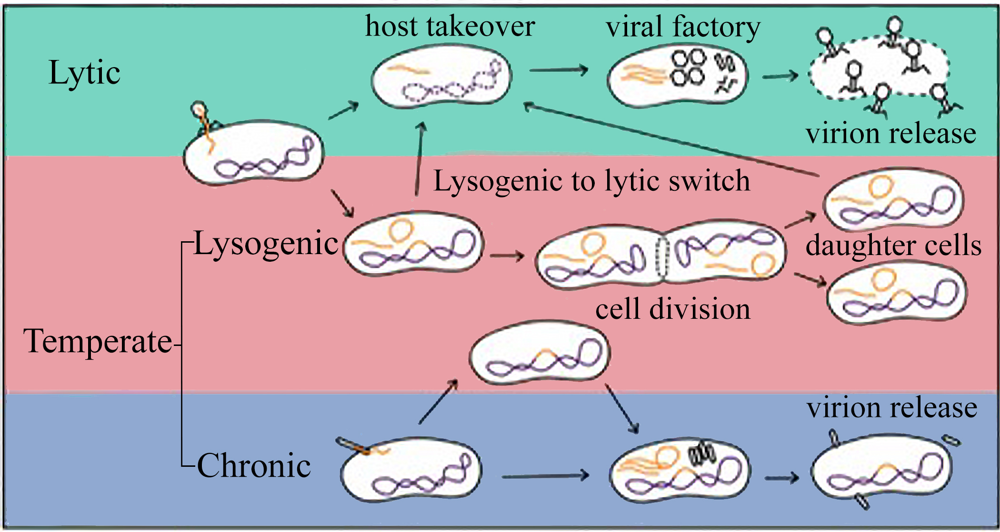 host takeover
viral factory
Lytic
virion release
Lysogenic to lytic switch
Lysogenic
daughter cells
cell division
Temperate
virion release
Chronic